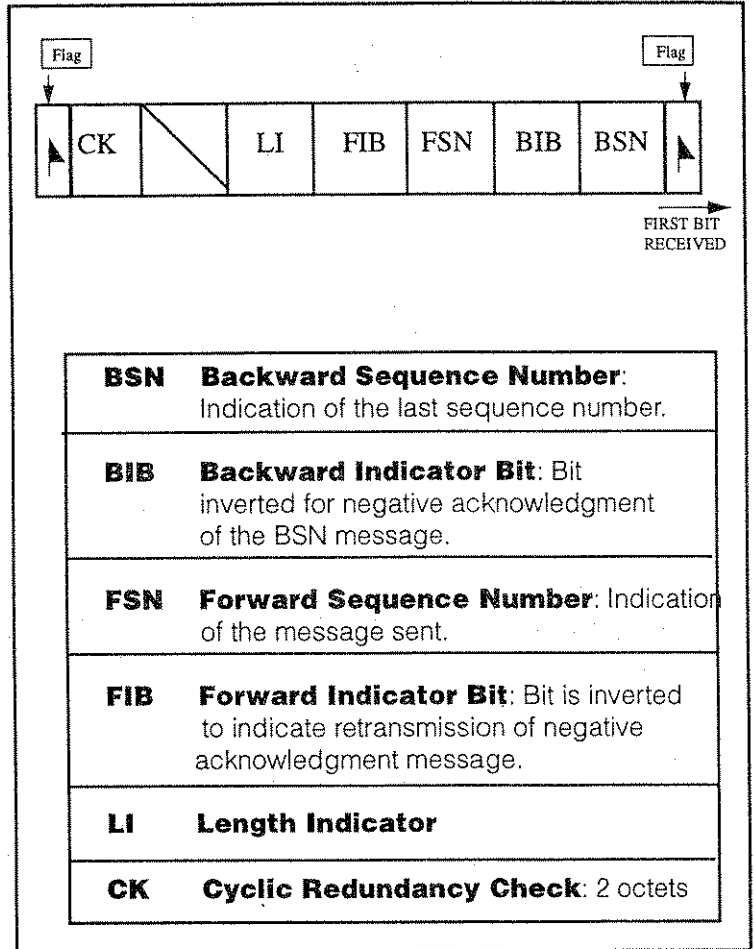 Flag
Flag
CK LI FIB FSN BIB BSN
FIRST BIT
RECEIVED
BSN Backward Sequence Number:
Indication of the last sequence number.
BIB Backward Indicator Bit: Bit
inverted for negative acknowledgment
of the BSN message.
FSN Forward Sequence Number: Indication
of the message sent.
FIB Forward Indicator Bit: Bit is inverted
to indicate retransmission of negative
acknowledgment message.
LI Length Indicator
CK Cyclic Redundancy Check: 2 octets